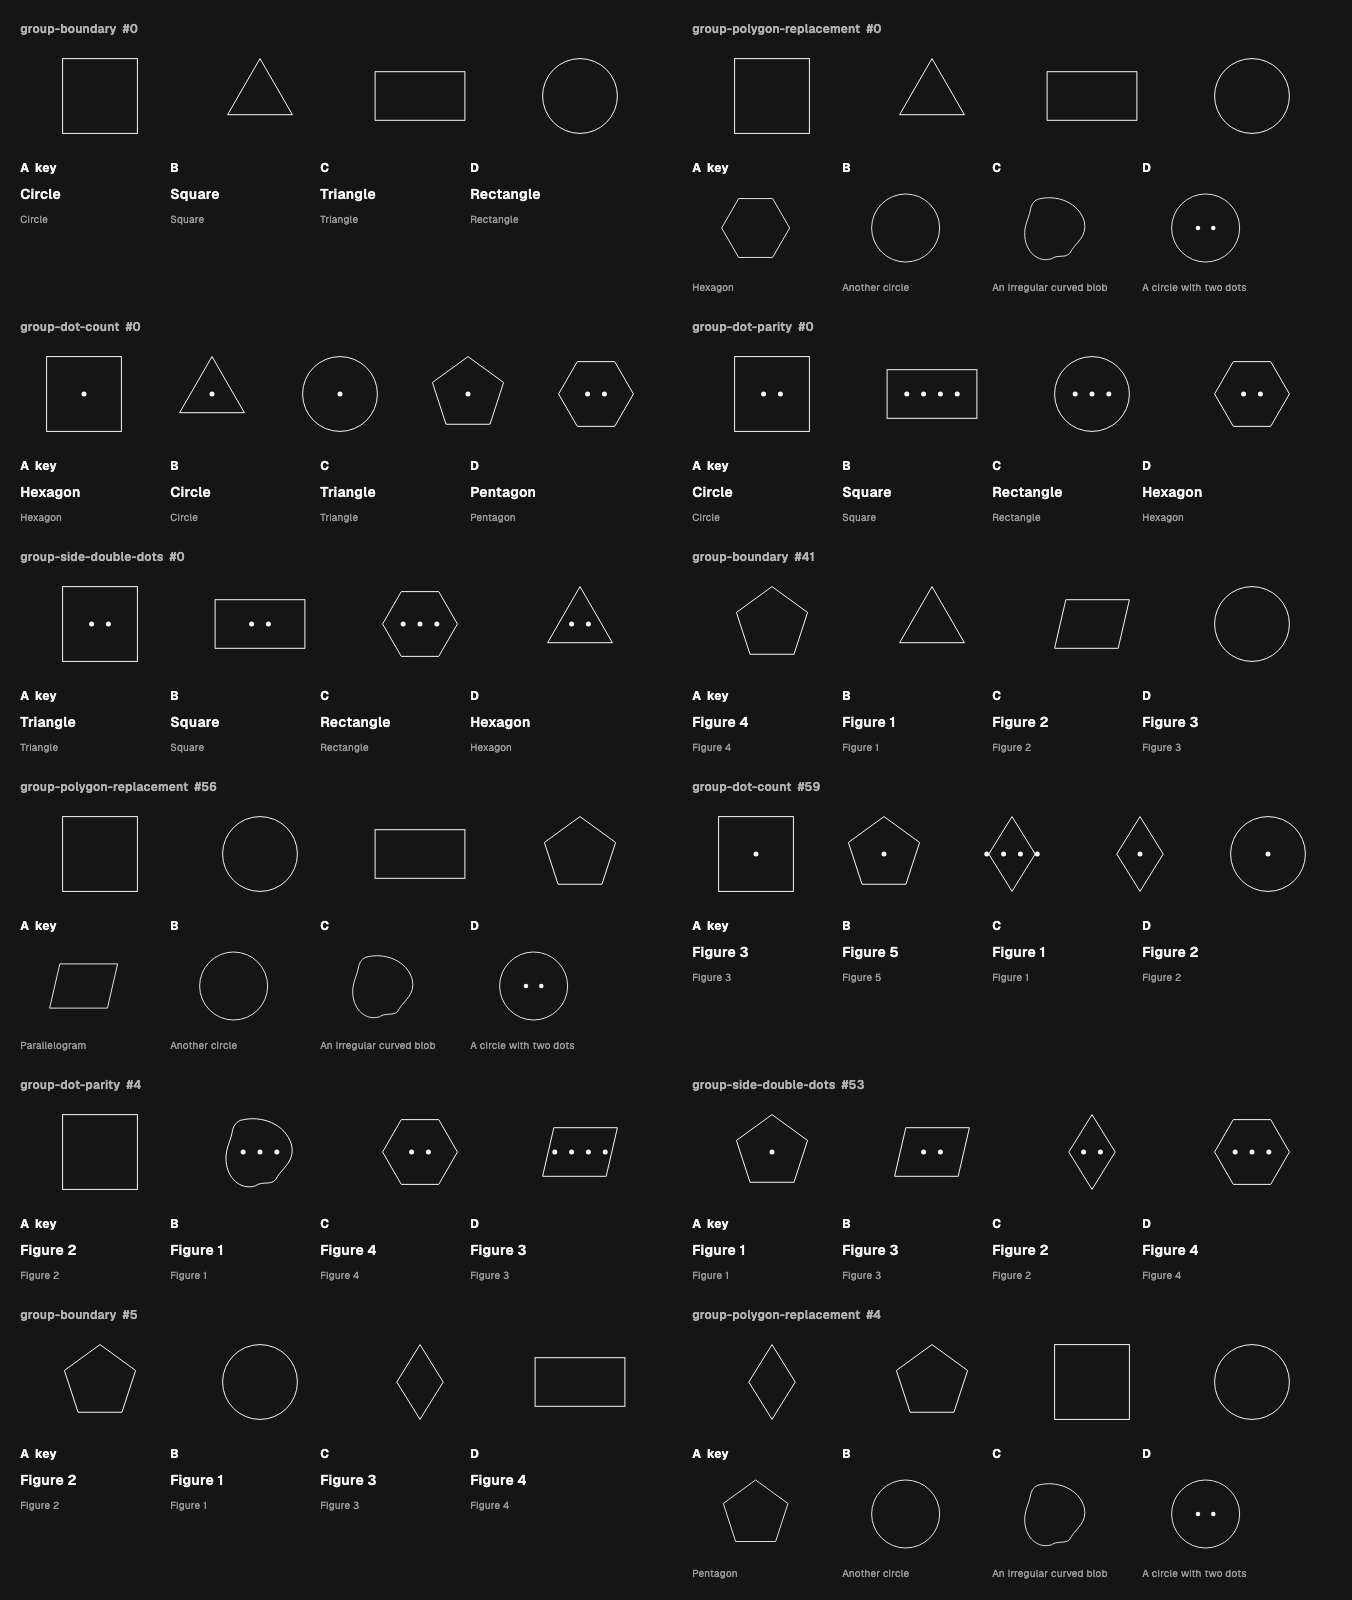 group-boundary #0
A key
B
C
D
Circle
Square
Triangle
Rectangle
Circle
Square
Triangle
Rectangle
group-polygon-replacement #0
A key
B
C
D
Hexagon
Another circle
An irregular curved blob
A circle with two dots
group-dot-count #0
A key
B
C
D
Hexagon
Circle
Triangle
Pentagon
Hexagon
Circle
Triangle
Pentagon
group-dot-parity #0
A key
B
C
D
Circle
Square
Rectangle
Hexagon
Circle
Square
Rectangle
Hexagon
group-side-double-dots #0
A key
B
C
D
Triangle
Square
Rectangle
Hexagon
Triangle
Square
Rectangle
Hexagon
group-boundary #41
A key
B
C
D
Figure 4
Figure 1
Figure 2
Figure 3
Figure 4
Figure 1
Figure 2
Figure 3
group-polygon-replacement #56
A key
B
C
D
Parallelogram
Another circle
An irregular curved blob
A circle with two dots
group-dot-count #59
A key
B
C
D
Figure 3
Figure 5
Figure 1
Figure 2
Figure 3
Figure 5
Figure 1
Figure 2
group-dot-parity #4
A key
B
C
D
Figure 2
Figure 1
Figure 4
Figure 3
Figure 2
Figure 1
Figure 4
Figure 3
group-side-double-dots #53
A key
B
C
D
Figure 1
Figure 3
Figure 2
Figure 4
Figure 1
Figure 3
Figure 2
Figure 4
group-boundary #5
A key
B
C
D
Figure 2
Figure 1
Figure 3
Figure 4
Figure 2
Figure 1
Figure 3
Figure 4
group-polygon-replacement #4
A key
B
C
D
Pentagon
Another circle
An irregular curved blob
A circle with two dots